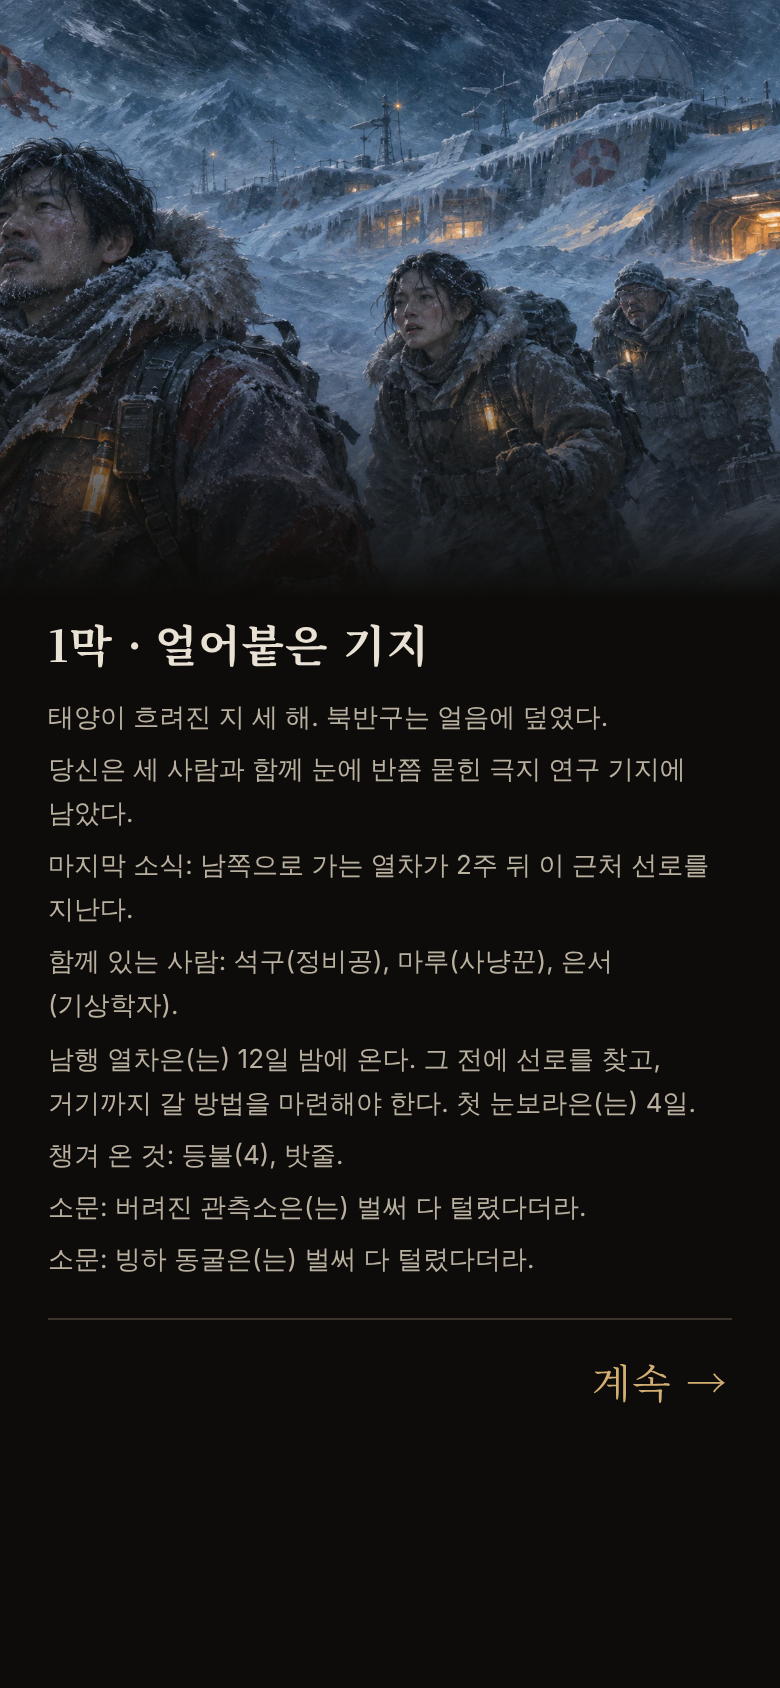 1막 · 얼어붙은 기지
태양이 흐려진 지 세 해. 북반구는 얼음에 덮였다.
당신은 세 사람과 함께 눈에 반쯤 묻힌 극지 연구 기지에
남았다.
마지막 소식: 남쪽으로 가는 열차가 2주 뒤 이 근처 선로를
지난다.
함께 있는 사람: 석구(정비공), 마루(사냥꾼), 은서
(기상학자).
남행 열차은(는) 12일 밤에 온다. 그 전에 선로를 찾고,
거기까지 갈 방법을 마련해야 한다. 첫 눈보라은(는) 4일.
챙겨 온 것: 등불(4), 밧줄.
소문: 버려진 관측소은(는) 벌써 다 털렸다더라.
소문: 빙하 동굴은(는) 벌써 다 털렸다더라.
계속 →